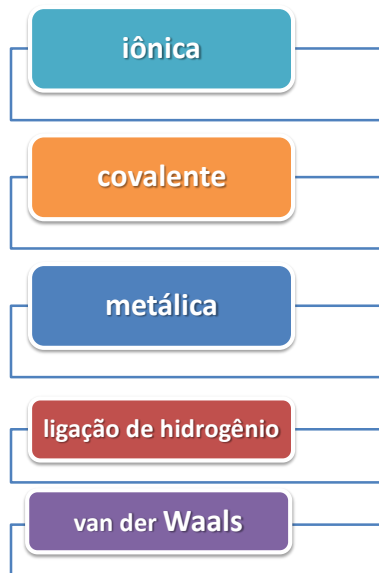 iônica
covalente
metálica
ligação de hidrogênio
van der Waals